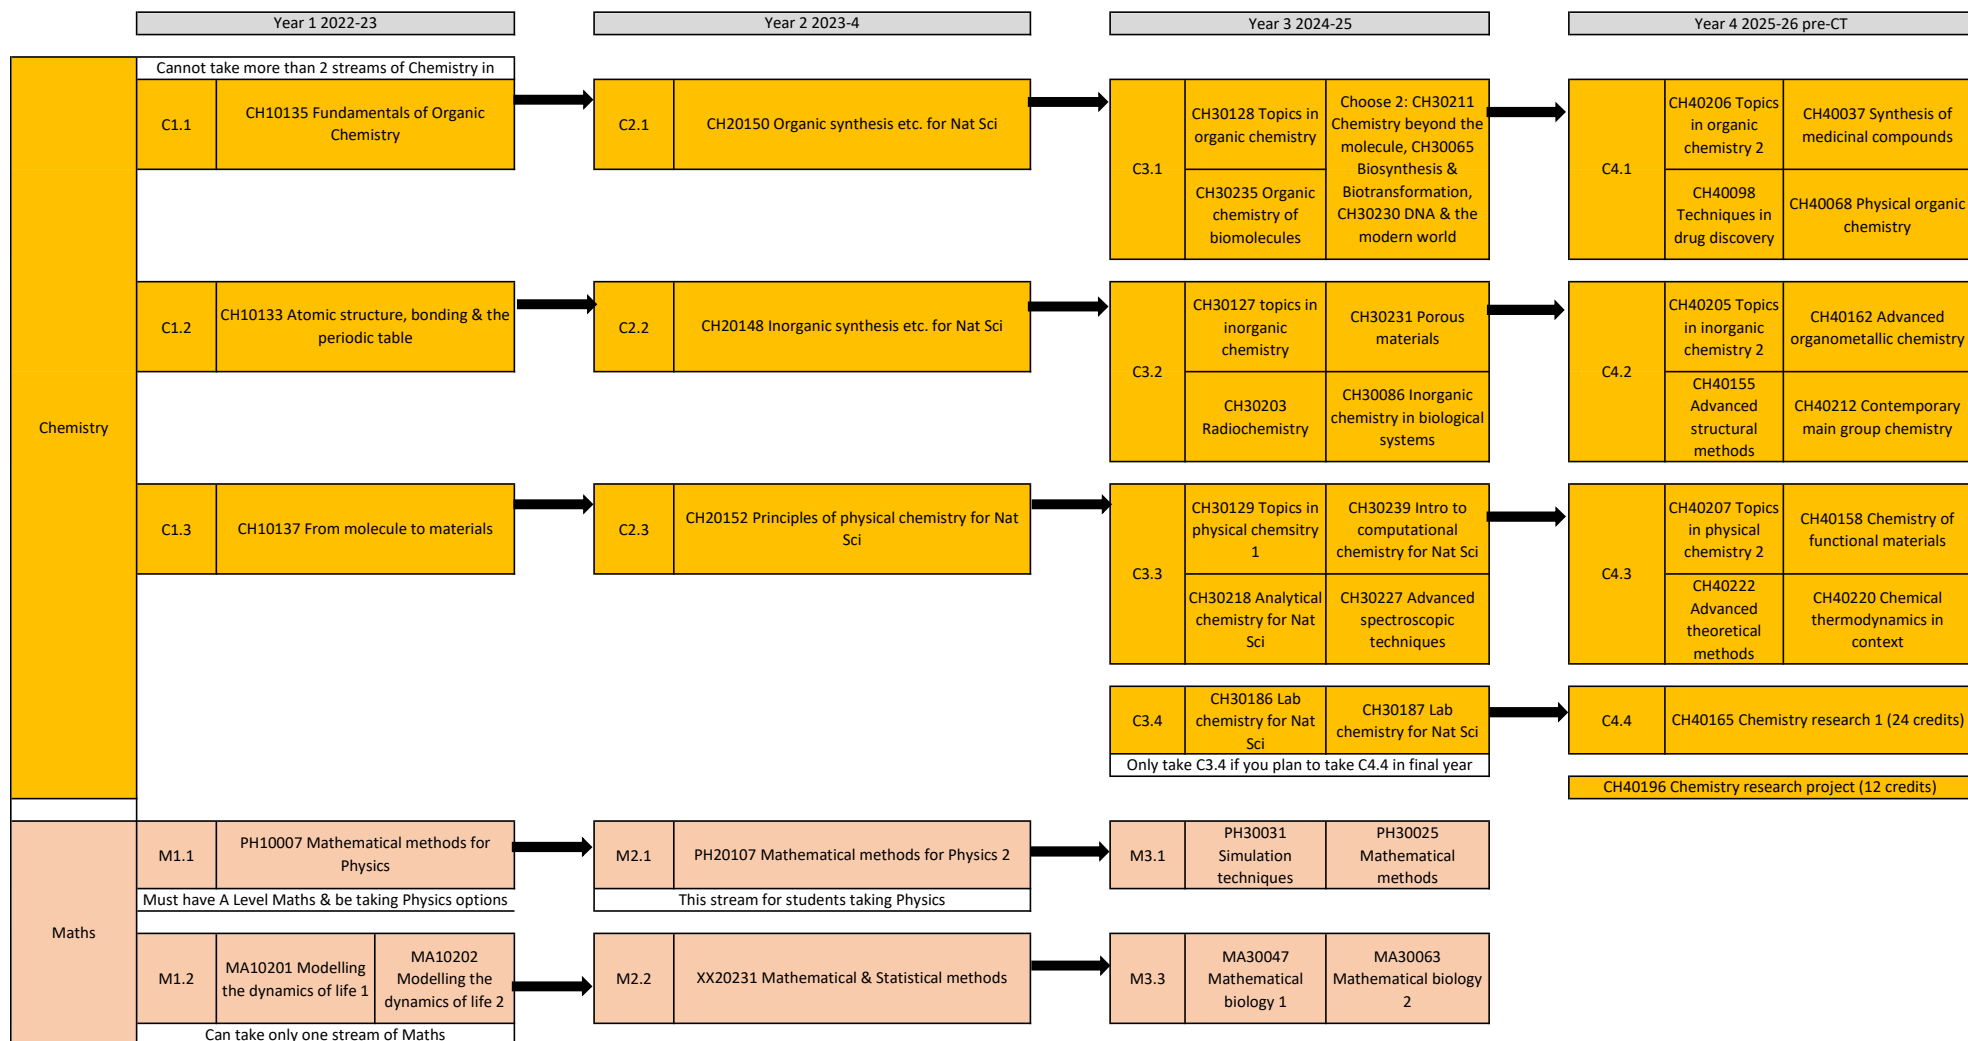 Year 1 2022-23
Year 2 2023-4
Year 3 2024-25
Year 4 2025-26 pre-CT
Chemistry
Cannot take more than 2 streams of Chemistry in
C1.1
CH10135 Fundamentals of Organic
Chemistry
C2.1
CH20150 Organic synthesis etc. for Nat Sci
C3.1
CH30128 Topics in
organic chemistry
CH30235 Organic
chemistry of
biomolecules
Choose 2: CH30211
Chemistry beyond the
molecule, CH30065
Biosynthesis &
Biotransformation,
CH30230 DNA & the
modern world
C4.1
CH40206 Topics
in organic
chemistry 2
CH40037 Synthesis of
medicinal compounds
CH40098
Techniques in
drug discovery
CH40068 Physical organic
chemistry
C1.2
CH10133 Atomic structure, bonding & the
periodic table
C2.2
CH20148 Inorganic synthesis etc. for Nat Sci
C3.2
CH30127 topics in
inorganic
chemistry
CH30231 Porous
materials
CH30203
Radiochemistry
CH30086 Inorganic
chemistry in biological
systems
C4.2
CH40205 Topics
in inorganic
chemistry 2
CH40162 Advanced
organometallic chemistry
CH40155
Advanced
structural
methods
CH40212 Contemporary
main group chemistry
C1.3
CH10137 From molecule to materials
C2.3
CH20152 Principles of physical chemistry for Nat
Sci
C3.3
CH30129 Topics in
physical chemsitry
1
CH30239 Intro to
computational
chemistry for Nat Sci
CH30218 Analytical
chemistry for Nat
Sci
CH30227 Advanced
spectroscopic
techniques
C4.3
CH40207 Topics
in physical
chemistry 2
CH40158 Chemistry of
functional materials
CH40222
Advanced
theoretical
methods
CH40220 Chemical
thermodynamics in
context
C3.4
CH30186 Lab
chemistry for Nat
Sci
CH30187 Lab
chemistry for Nat Sci
Only take C3.4 if you plan to take C4.4 in final year
C4.4
CH40165 Chemistry research 1 (24 credits)
CH40196 Chemistry research project (12 credits)
Maths
M1.1
PH10007 Mathematical methods for
Physics
Must have A Level Maths & be taking Physics options
M2.1
PH20107 Mathematical methods for Physics 2
This stream for students taking Physics
M3.1
PH30031
Simulation
techniques
PH30025
Mathematical
methods
M1.2
MA10201 Modelling
the dynamics of life 1
MA10202
Modelling the
dynamics of life 2
Can take only one stream of Maths
M2.2
XX20231 Mathematical & Statistical methods
M3.3
MA30047
Mathematical
biology 1
MA30063
Mathematical biology
2